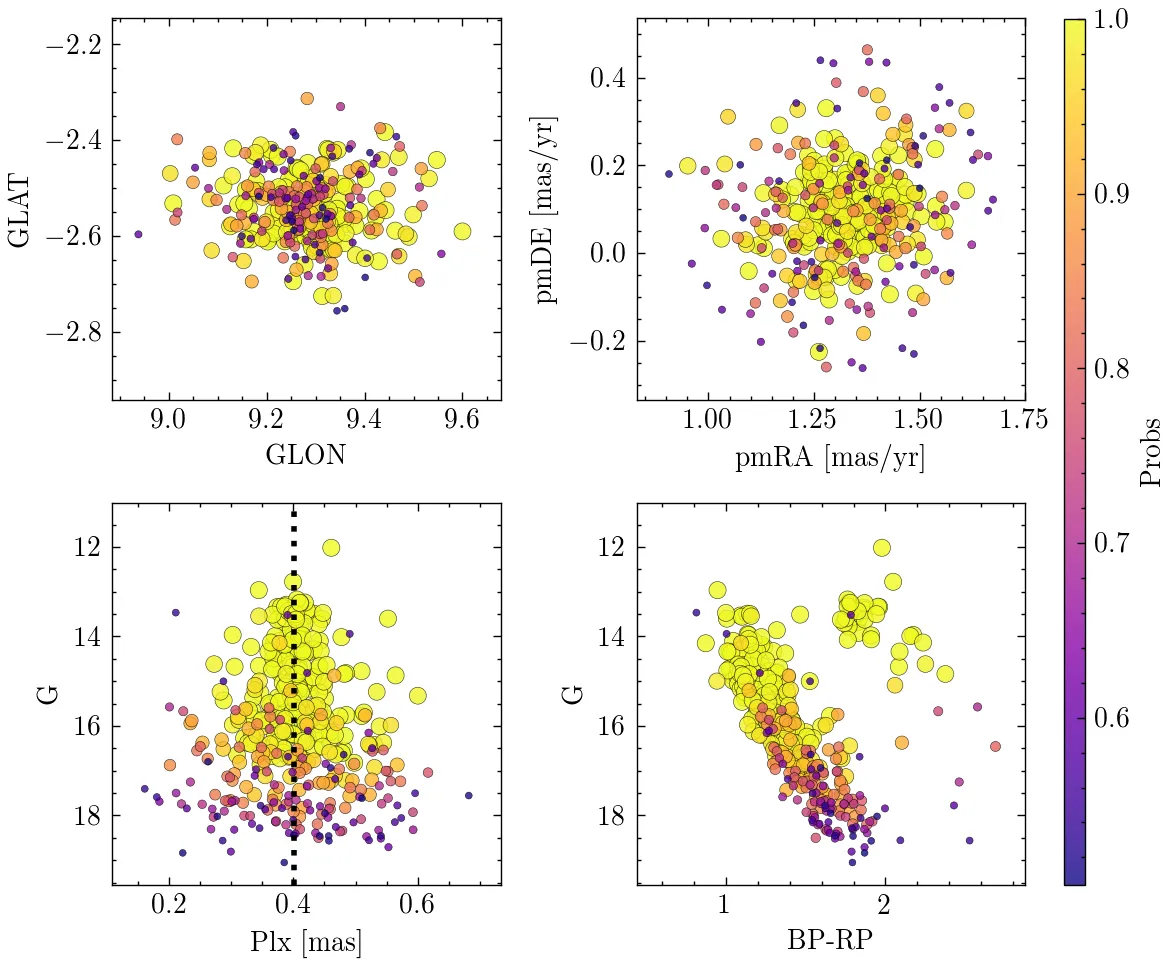 −2.2
−2.4
−2.6
−2.8
GLAT
9.0 9.2 9.4 9.6
GLON
0.4
0.2
0.0
−0.2
pmDE [mas/yr]
1.00 1.25 1.50 1.75
pmRA [mas/yr]
12
14
16
18
G
0.2 0.4 0.6
Plx [mas]
12
14
16
18
G
1 2
BP-RP
1.0
0.9
0.8
0.7
0.6
Probs